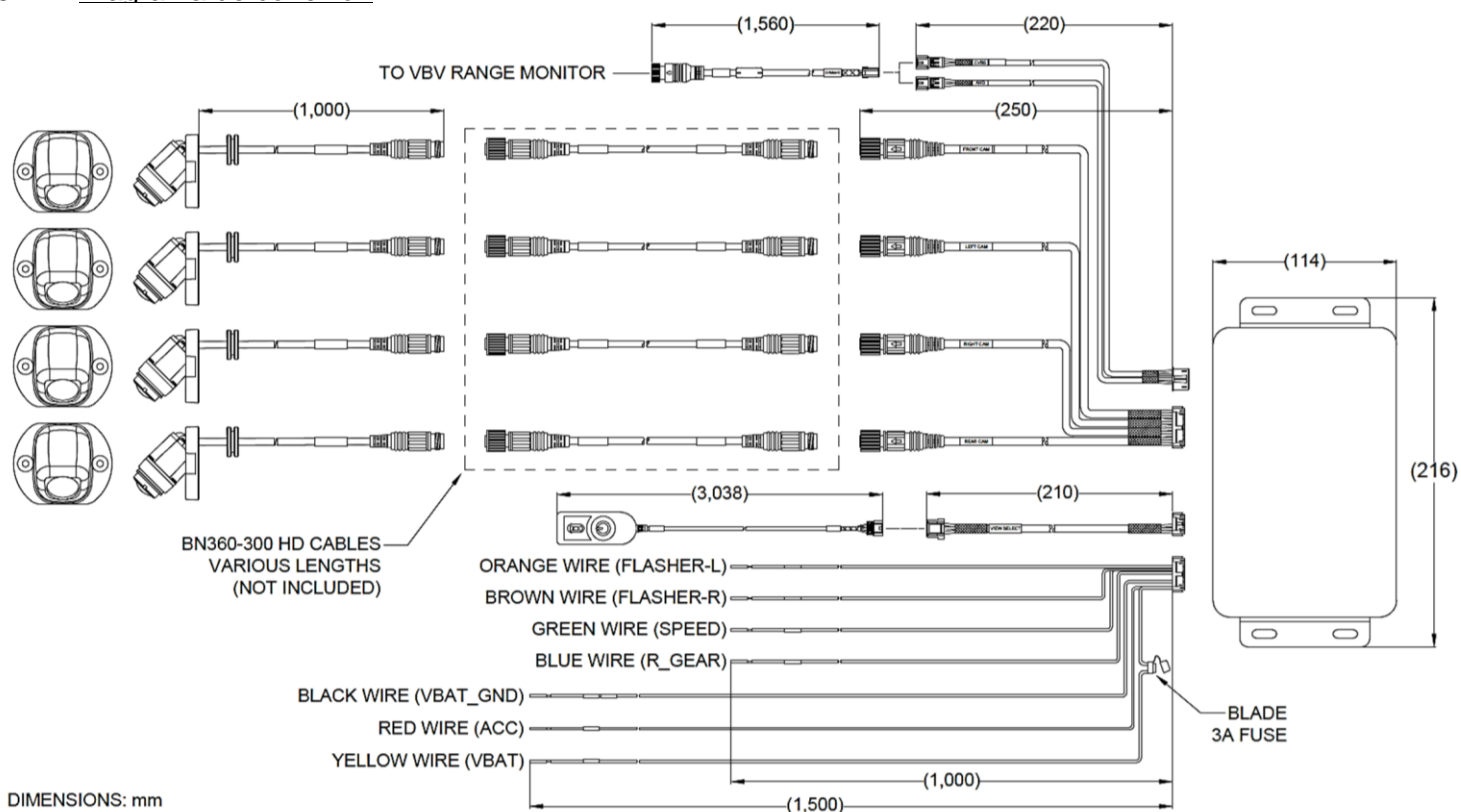 (1,560)
(220)
TO VBV RANGE MONITOR
(1,000)
(250)
FRONT CAM
LEFT CAM
(114)
RIGHT CAM
REAR CAM
(216)
(3,038)
(210)
VIEW SELECT
BN360-300 HD CABLES
VARIOUS LENGTHS
(NOT INCLUDED)
ORANGE WIRE (FLASHER-L)
BROWN WIRE (FLASHER-R)
GREEN WIRE (SPEED)
BLUE WIRE (R_GEAR)
BLACK WIRE (VBAT_GND)
RED WIRE (ACC)
YELLOW WIRE (VBAT)
BLADE
3A FUSE
(1,000)
(1,500)
DIMENSIONS: mm